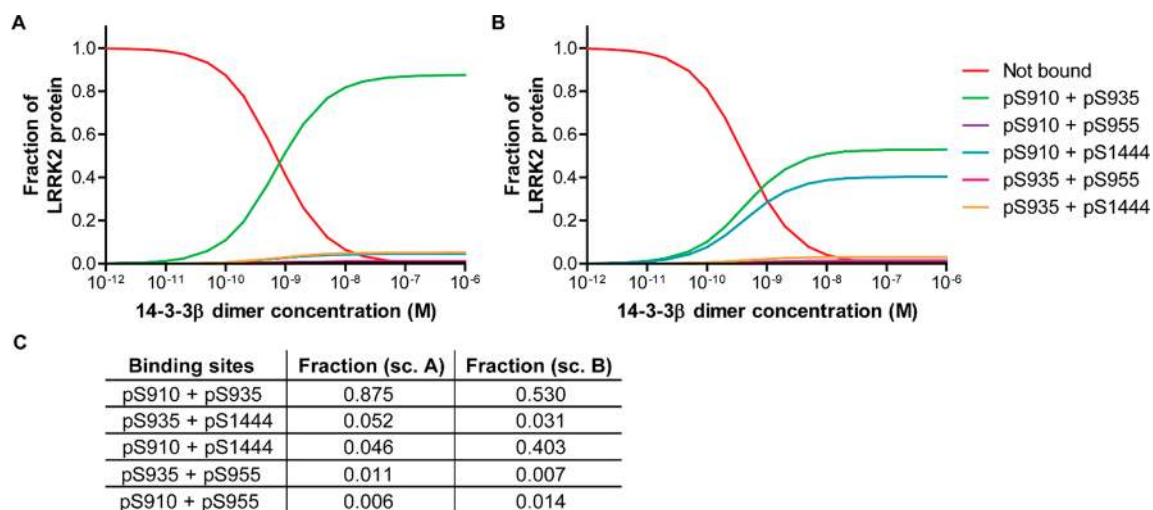 A
B
Fraction of
LRRK2 protein
1.0
0.8
0.6
0.4
0.2
0.0
10-12 10-11 10-10 10-9 10-8 10-7 10-6
14-3-3β dimer concentration (M)
Fraction of
LRRK2 protein
1.0
0.8
0.6
0.4
0.2
0.0
10-12 10-11 10-10 10-9 10-8 10-7 10-6
14-3-3β dimer concentration (M)
Not bound
pS910 + pS935
pS910 + pS955
pS910 + pS1444
pS935 + pS955
pS935 + pS1444
C
Binding sites Fraction (sc. A) Fraction (sc. B)
pS910 + pS935 0.875 0.530
pS935 + pS1444 0.052 0.031
pS910 + pS1444 0.046 0.403
pS935 + pS955 0.011 0.007
pS910 + pS955 0.006 0.014